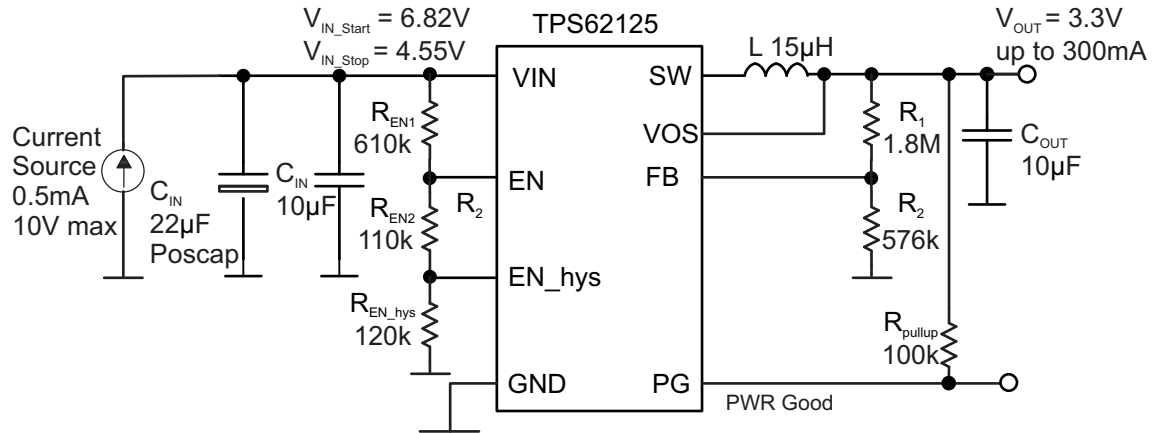 V_IN_Start = 6.82V
V_IN_Stop = 4.55V
TPS62125
V_OUT = 3.3V
up to 300mA
L 15µH
VIN
SW
VOS
FB
EN
EN_hys
GND
PG
Current
Source
0.5mA
10V max
C_IN
22µF
Poscap
C_IN
10µF
R_EN1
610k
R_2
R_EN2
110k
R_EN_hys
120k
R_1
1.8M
R_2
576k
C_OUT
10µF
R_pullup
100k
PWR Good